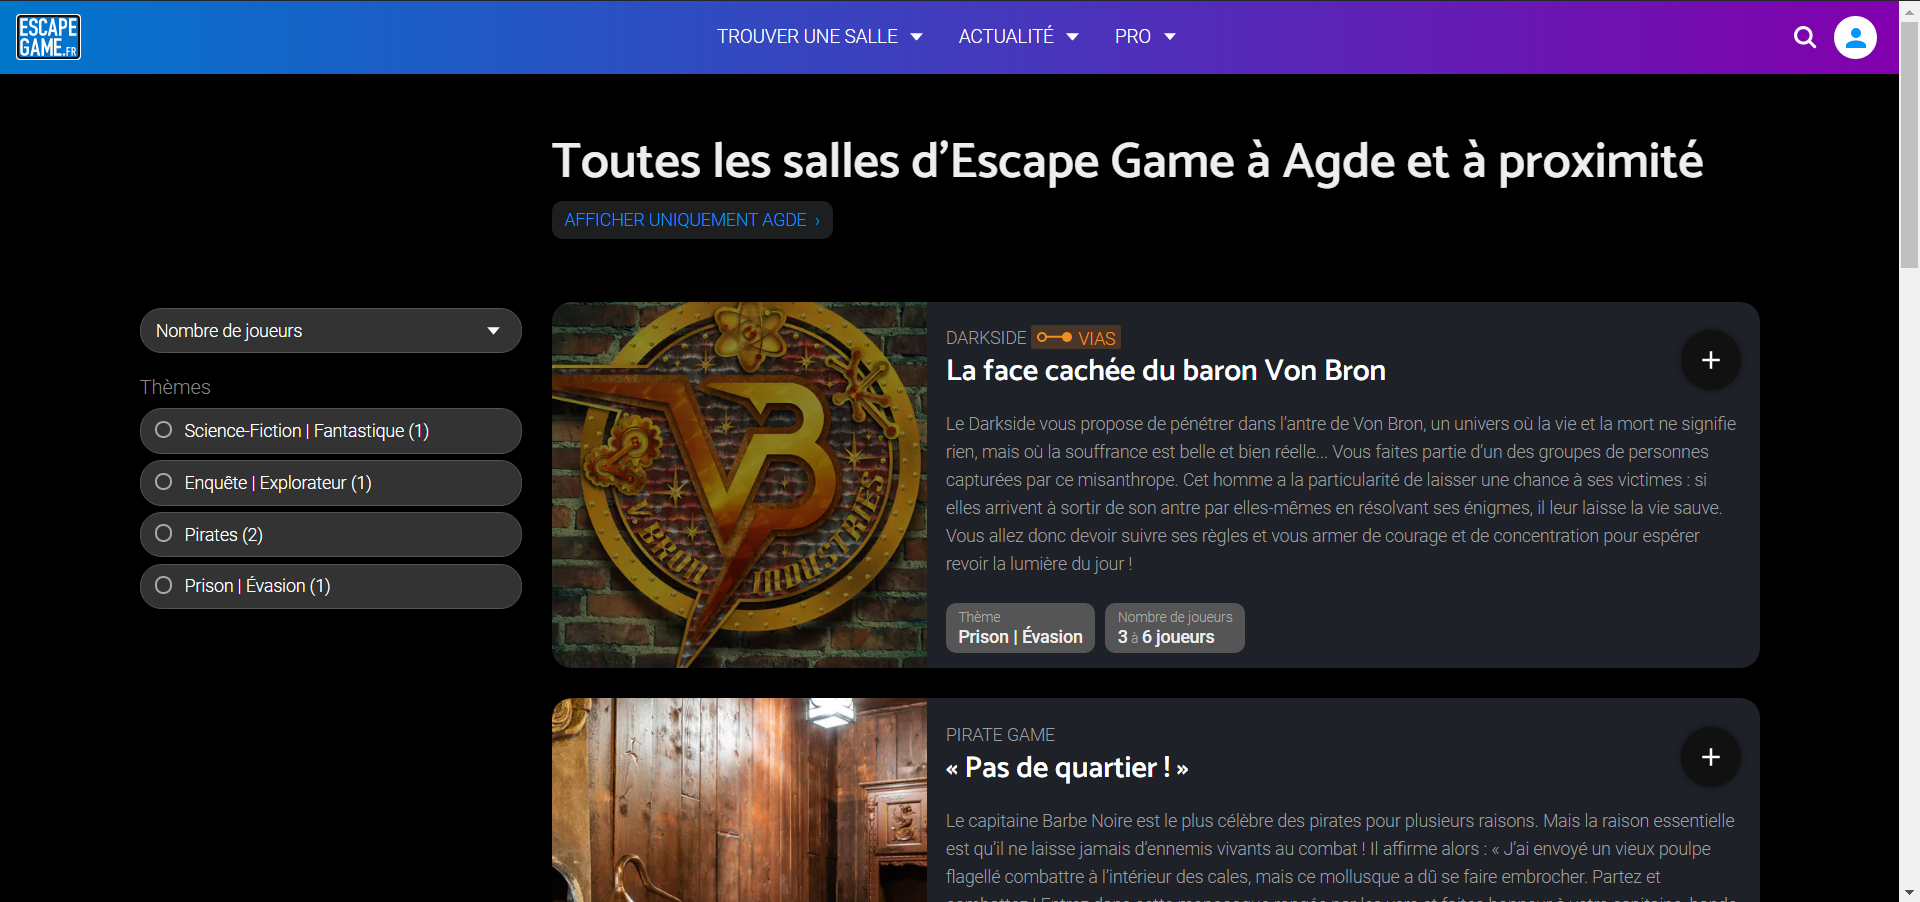 ESCAPE
GAME.FR
TROUVER UNE SALLE
ACTUALITÉ
PRO
Toutes les salles d'Escape Game à Agde et à proximité
AFFICHER UNIQUEMENT AGDE ›
Nombre de joueurs
Thèmes
Science-Fiction | Fantastique (1)
Enquête | Explorateur (1)
Pirates (2)
Prison | Évasion (1)
VB
V. BRON INDUSTRIES
DARKSIDE VIAS
La face cachée du baron Von Bron
Le Darkside vous propose de pénétrer dans l'antre de Von Bron, un univers où la vie et la mort ne signifie
rien, mais où la souffrance est belle et bien réelle... Vous faites partie d'un des groupes de personnes
capturées par ce misanthrope. Cet homme a la particularité de laisser une chance à ses victimes : si
elles arrivent à sortir de son antre par elles-mêmes en résolvant ses énigmes, il leur laisse la vie sauve.
Vous allez donc devoir suivre ses règles et vous armer de courage et de concentration pour espérer
revoir la lumière du jour !
Thème
Prison | Évasion
Nombre de joueurs
3 à 6 joueurs
PIRATE GAME
« Pas de quartier ! »
Le capitaine Barbe Noire est le plus célèbre des pirates pour plusieurs raisons. Mais la raison essentielle
est qu'il ne laisse jamais d'ennemis vivants au combat ! Il affirme alors : « J'ai envoyé un vieux poulpe
flagellé combattre à l'intérieur des cales, mais ce mollusque a dû se faire embrocher. Partez et